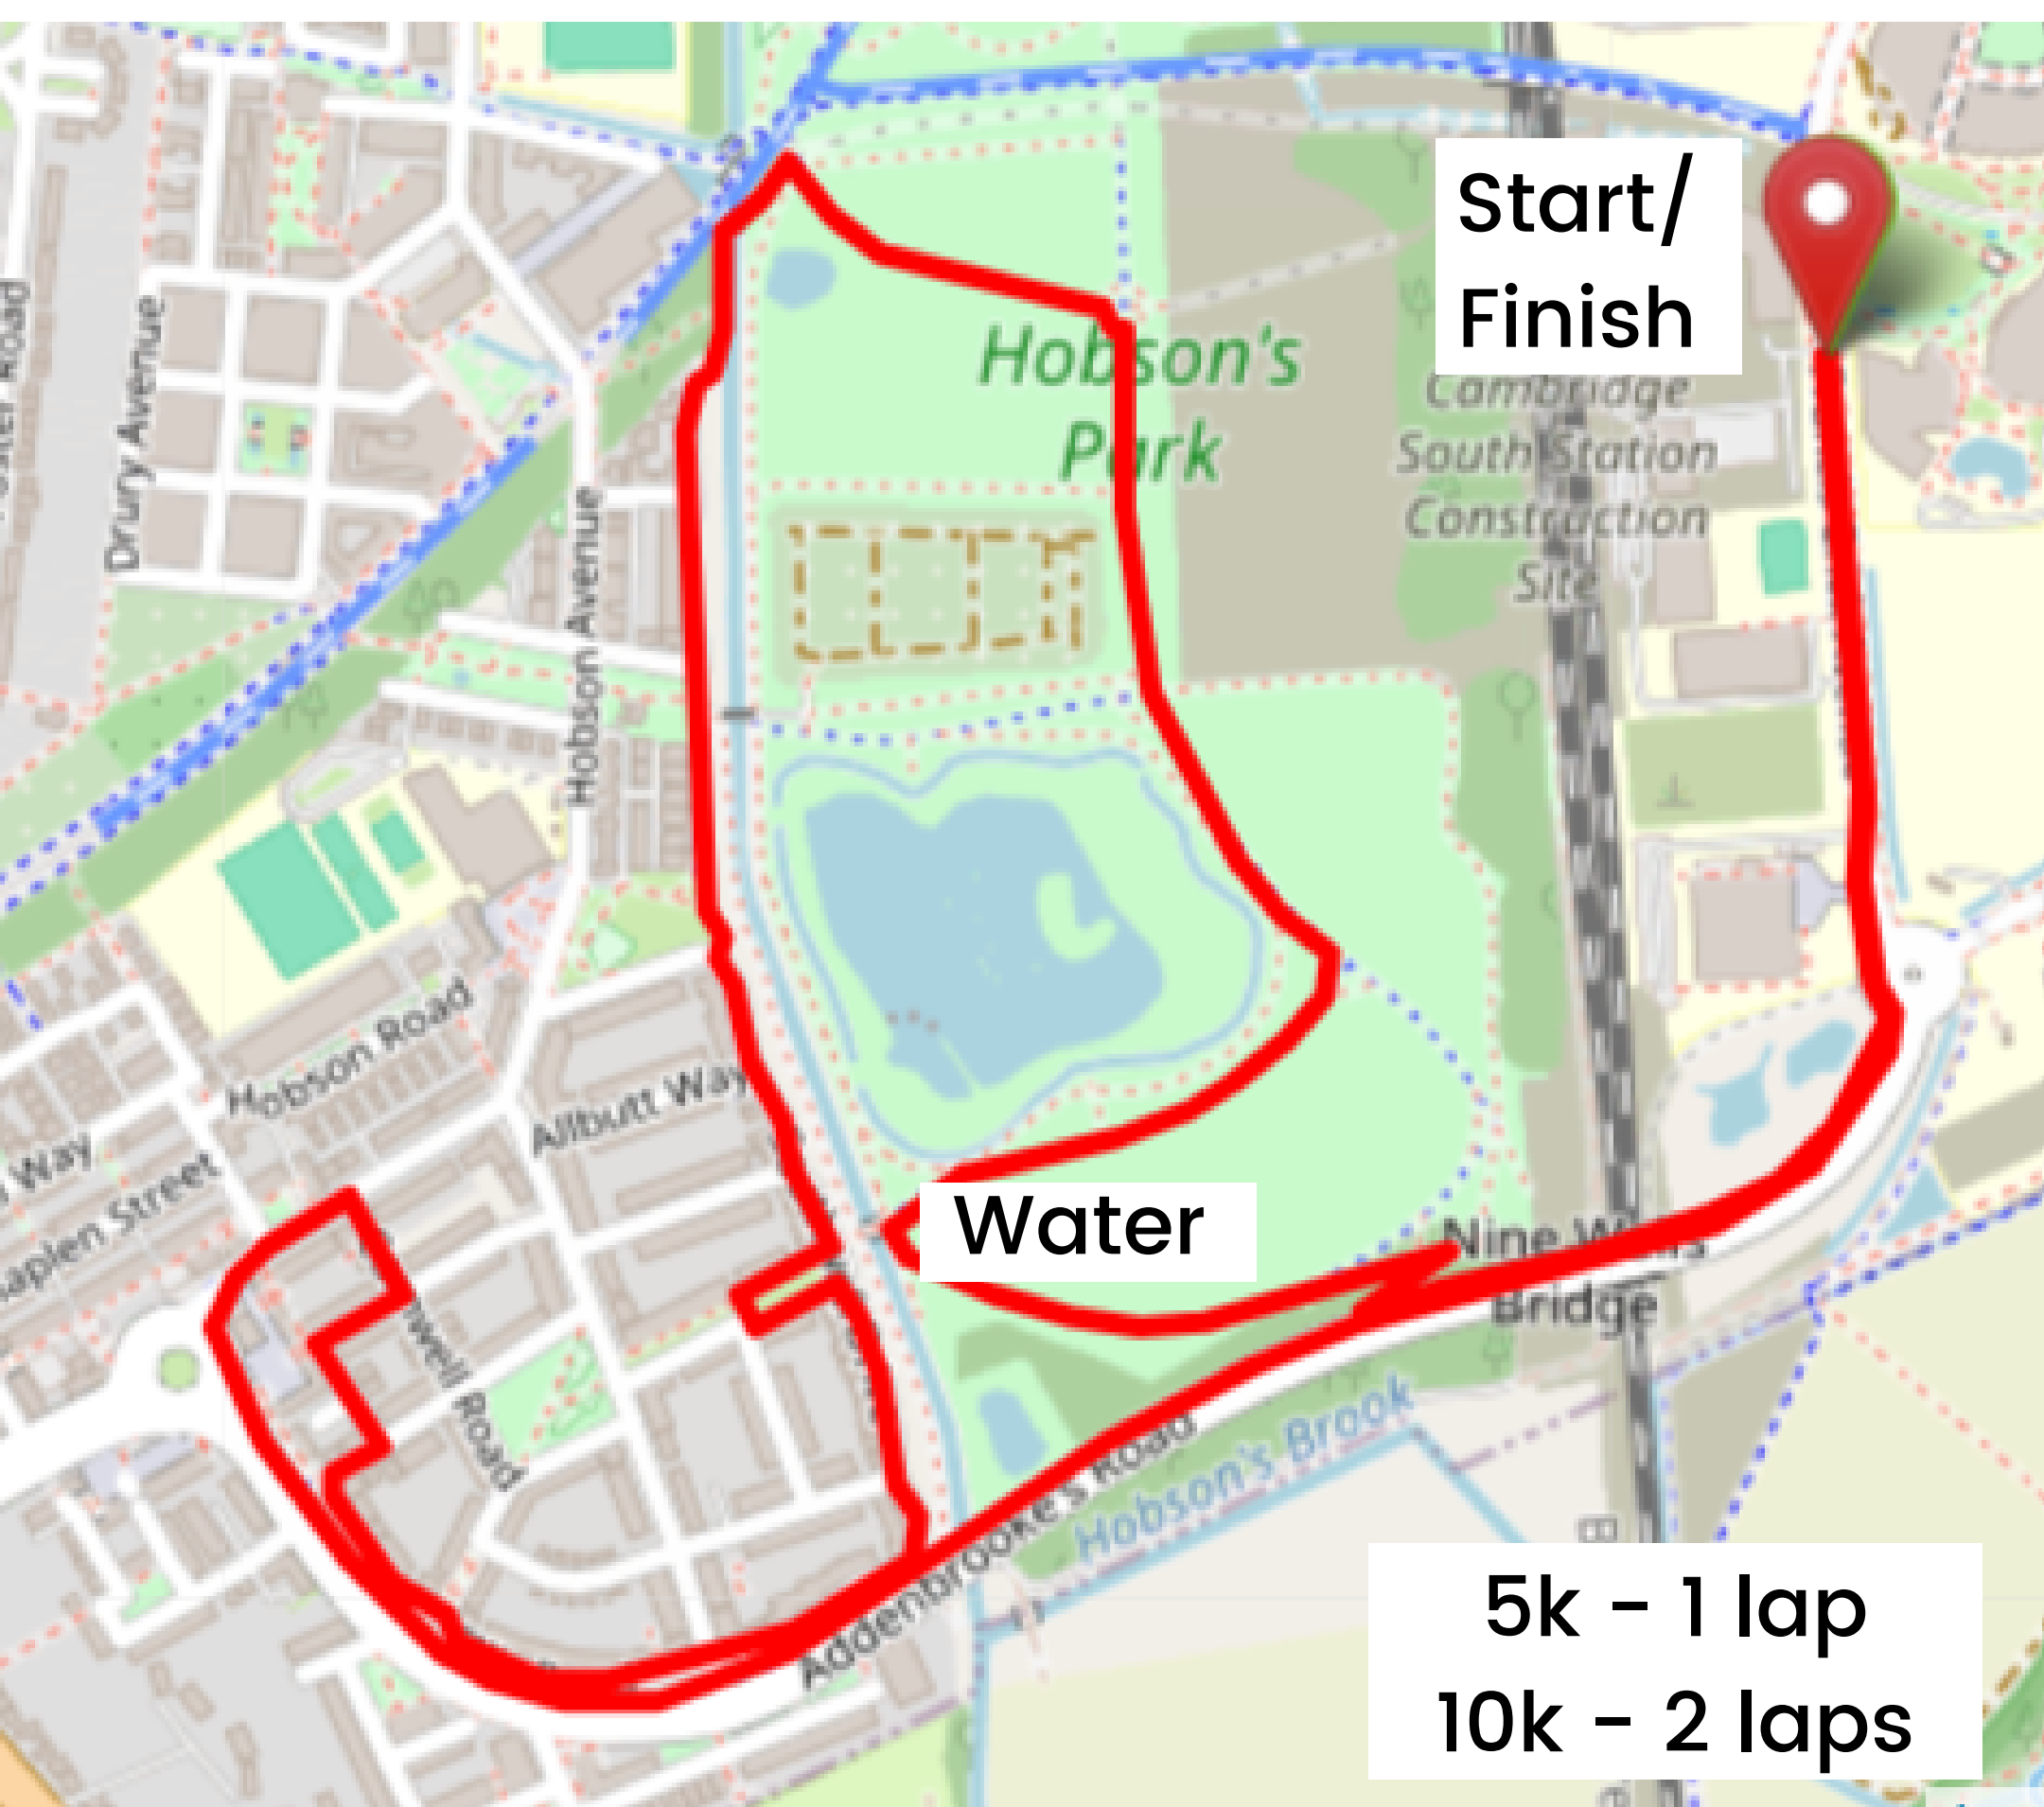 Start/
Finish
Hobson's
Park
Cambridge
South Station
Construction
Site
Drury Avenue
Hobson Avenue
Hobson Road
Allbutt Way
Way
Street
Water
Nine Wells
Bridge
Road
Addenbrooke's Road
Hobson's Brook
5k - 1 lap
10k - 2 laps